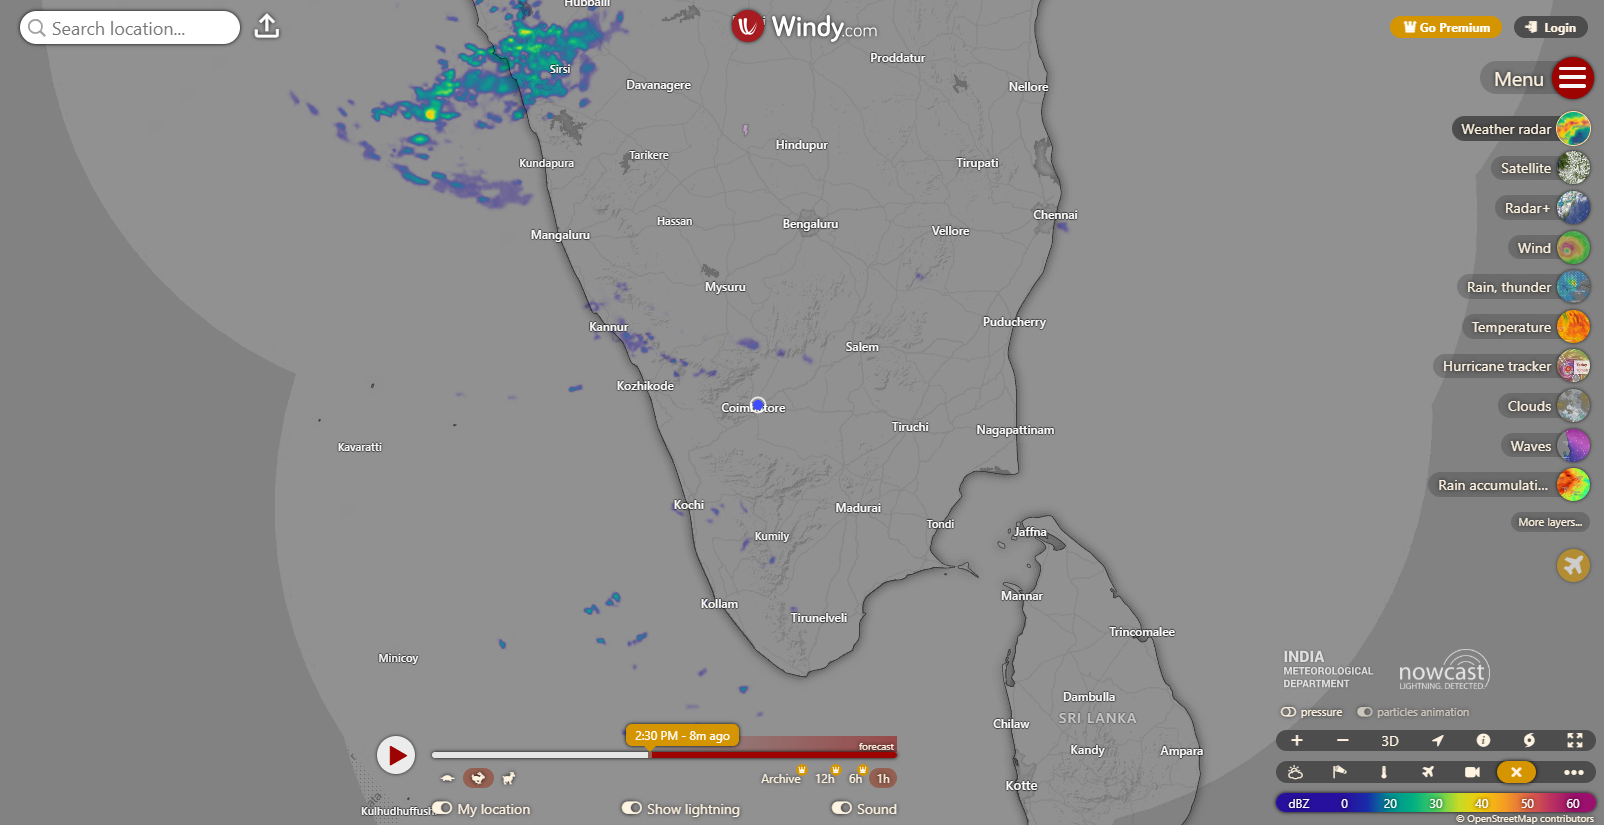 Search location...
Windy.com
Go Premium
Login
Menu
Weather radar
Satellite
Radar+
Wind
Rain, thunder
Temperature
Hurricane tracker
Clouds
Waves
Rain accumulati...
More layers...
Hubballi
Sirsi
Davanagere
Proddatur
Nellore
Kundapura
Tarikere
Hindupur
Tirupati
Mangaluru
Hassan
Bengaluru
Vellore
Chennai
Mysuru
Kannur
Puducherry
Salem
Kozhikode
Coimbatore
Tiruchi
Nagapattinam
Kavaratti
Kochi
Madurai
Tondi
Kumily
Jaffna
Kollam
Tirunelveli
Mannar
Trincomalee
Minicoy
Dambulla
SRI LANKA
Chilaw
Kandy
Ampara
Kotte
Kulhudhuffushi
2:30 PM - 8m ago
forecast
Archive 12h 6h 1h
My location
Show lightning
Sound
INDIA
METEOROLOGICAL
DEPARTMENT
nowcast
LIGHTNING. DETECTED.
pressure
particles animation
+ − 3D
dBZ 0 20 30 40 50 60
© OpenStreetMap contributors